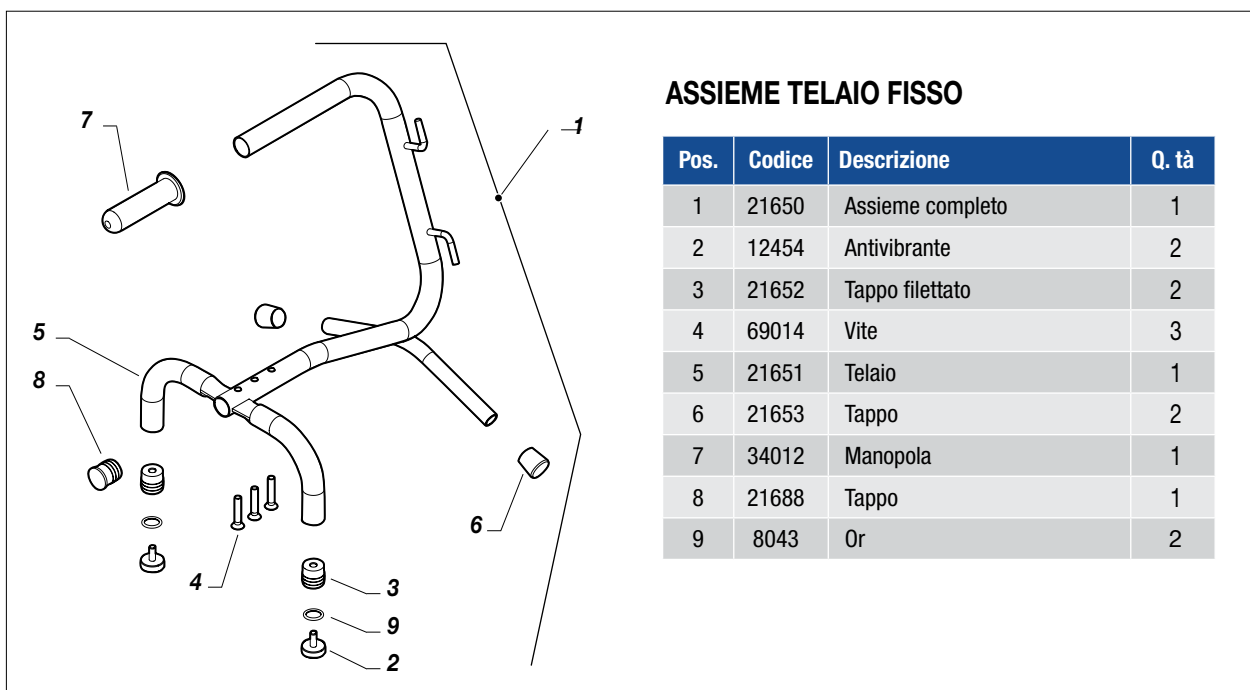 ASSIEME TELAIO FISSO
Pos. Codice Descrizione Q. tà
1 21650 Assieme completo 1
2 12454 Antivibrante 2
3 21652 Tappo filettato 2
4 69014 Vite 3
5 21651 Telaio 1
6 21653 Tappo 2
7 34012 Manopola 1
8 21688 Tappo 1
9 8043 Or 2
7
1
5
8
6
4
3
9
2